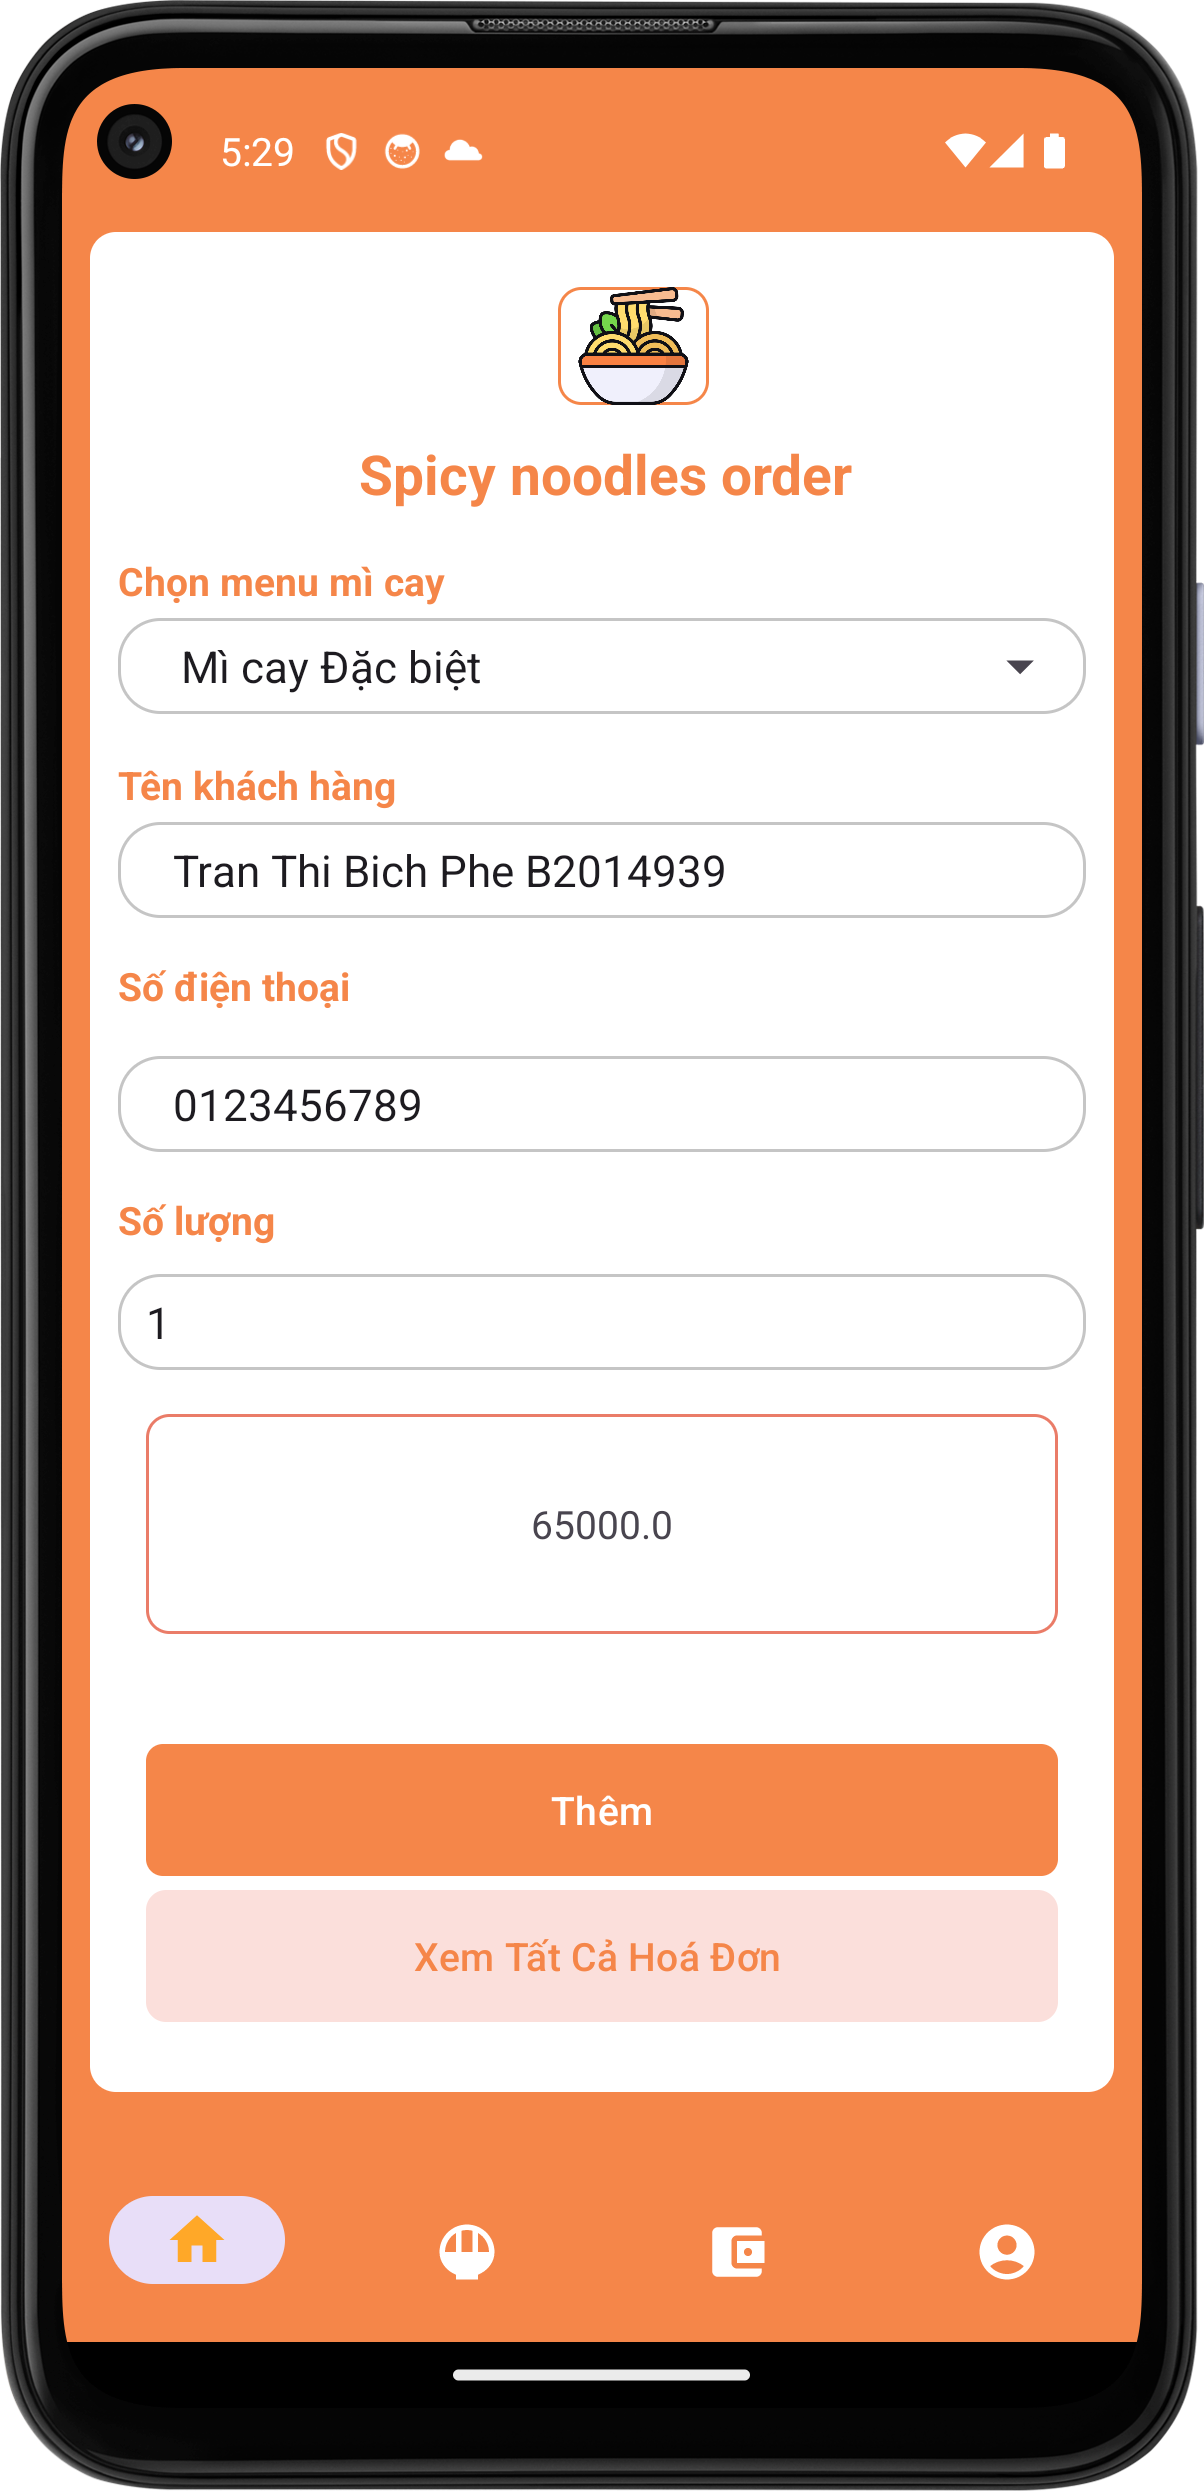 5:29
Spicy noodles order
Chọn menu mì cay
Mì cay Đặc biệt
Tên khách hàng
Tran Thi Bich Phe B2014939
Số điện thoại
0123456789
Số lượng
1
65000.0
Thêm
Xem Tất Cả Hoá Đơn